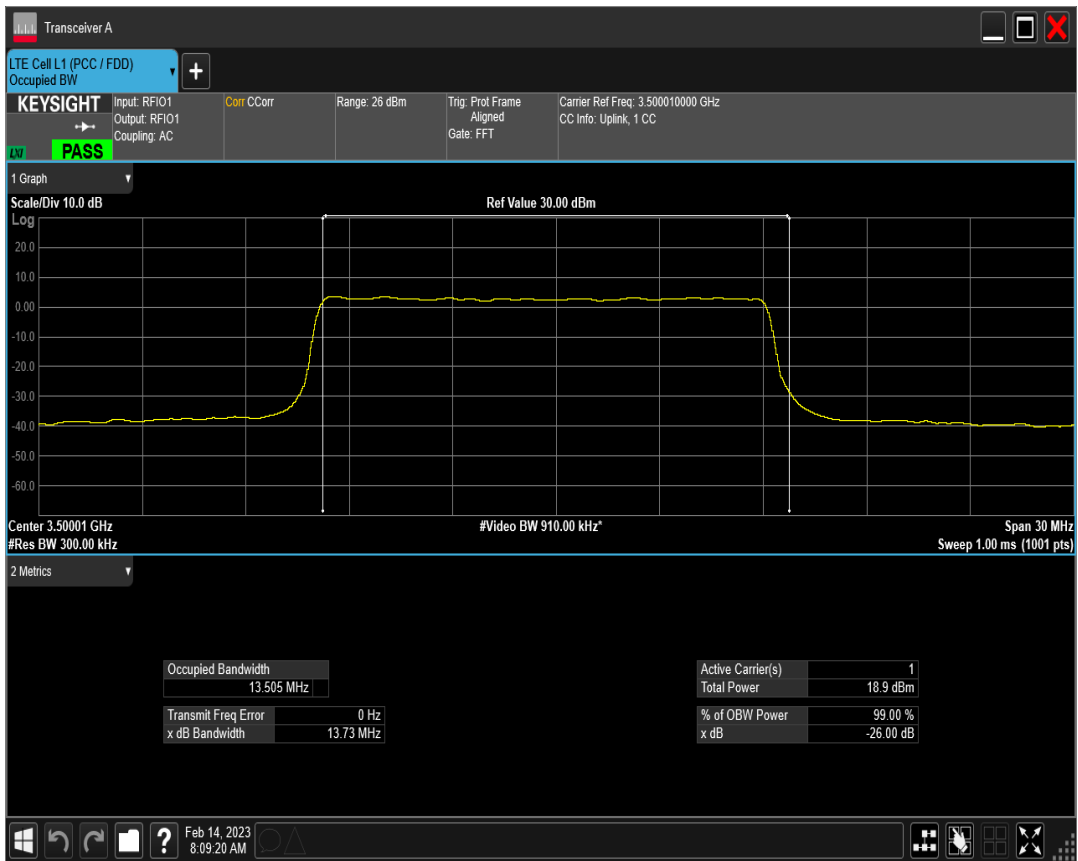 Transceiver A
LTE Cell L1 (PCC / FDD)
Occupied BW
KEYSIGHT
Input: RFIO1
Output: RFIO1
Coupling: AC
Corr CCorr
Range: 26 dBm
Trig: Prot Frame
Aligned
Gate: FFT
Carrier Ref Freq: 3.500010000 GHz
CC Info: Uplink, 1 CC
LXI
PASS
1 Graph
Scale/Div 10.0 dB
Ref Value 30.00 dBm
Log
20.0
10.0
0.00
-10.0
-20.0
-30.0
-40.0
-50.0
-60.0
Center 3.50001 GHz
#Video BW 910.00 kHz*
Span 30 MHz
#Res BW 300.00 kHz
Sweep 1.00 ms (1001 pts)
2 Metrics
Occupied Bandwidth
13.505 MHz
Transmit Freq Error 0 Hz
x dB Bandwidth 13.73 MHz
Active Carrier(s) 1
Total Power 18.9 dBm
% of OBW Power 99.00 %
x dB -26.00 dB
?
Feb 14, 2023
8:09:20 AM